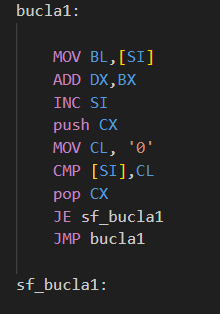 bucla1:
MOV BL,[SI]
ADD DX,BX
INC SI
push CX
MOV CL, '0'
CMP [SI],CL
pop CX
JE sf_bucla1
JMP bucla1
sf_bucla1: